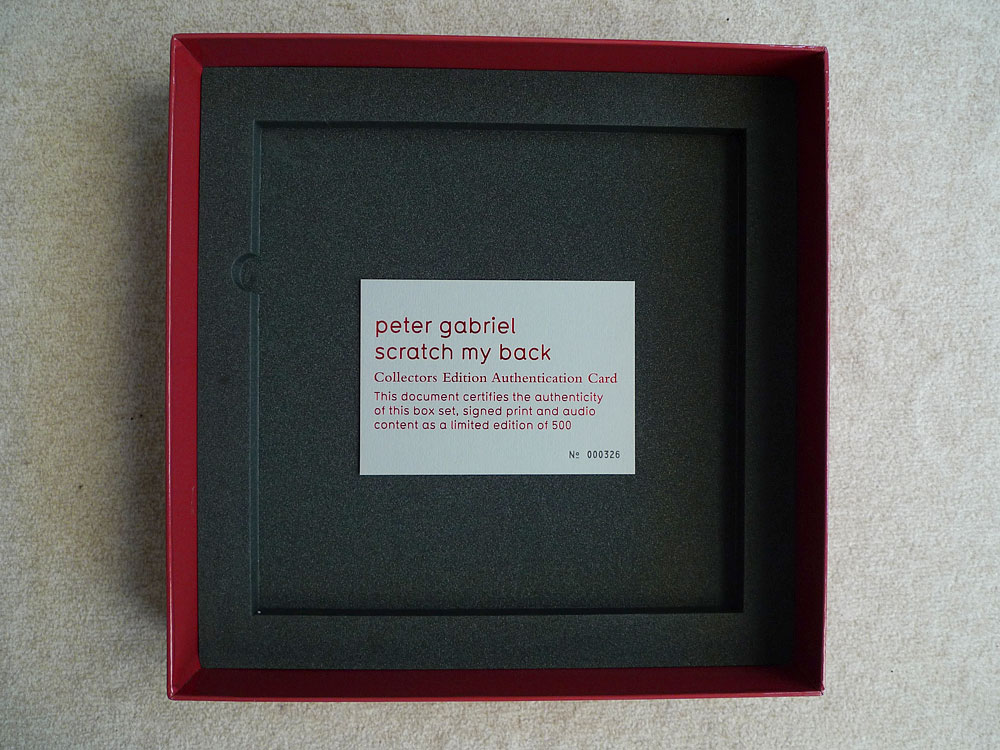 peter gabriel
scratch my back
Collectors Edition Authentication Card
This document certifies the authenticity
of this box set, signed print and audio
content as a limited edition of 500
Nº 000326